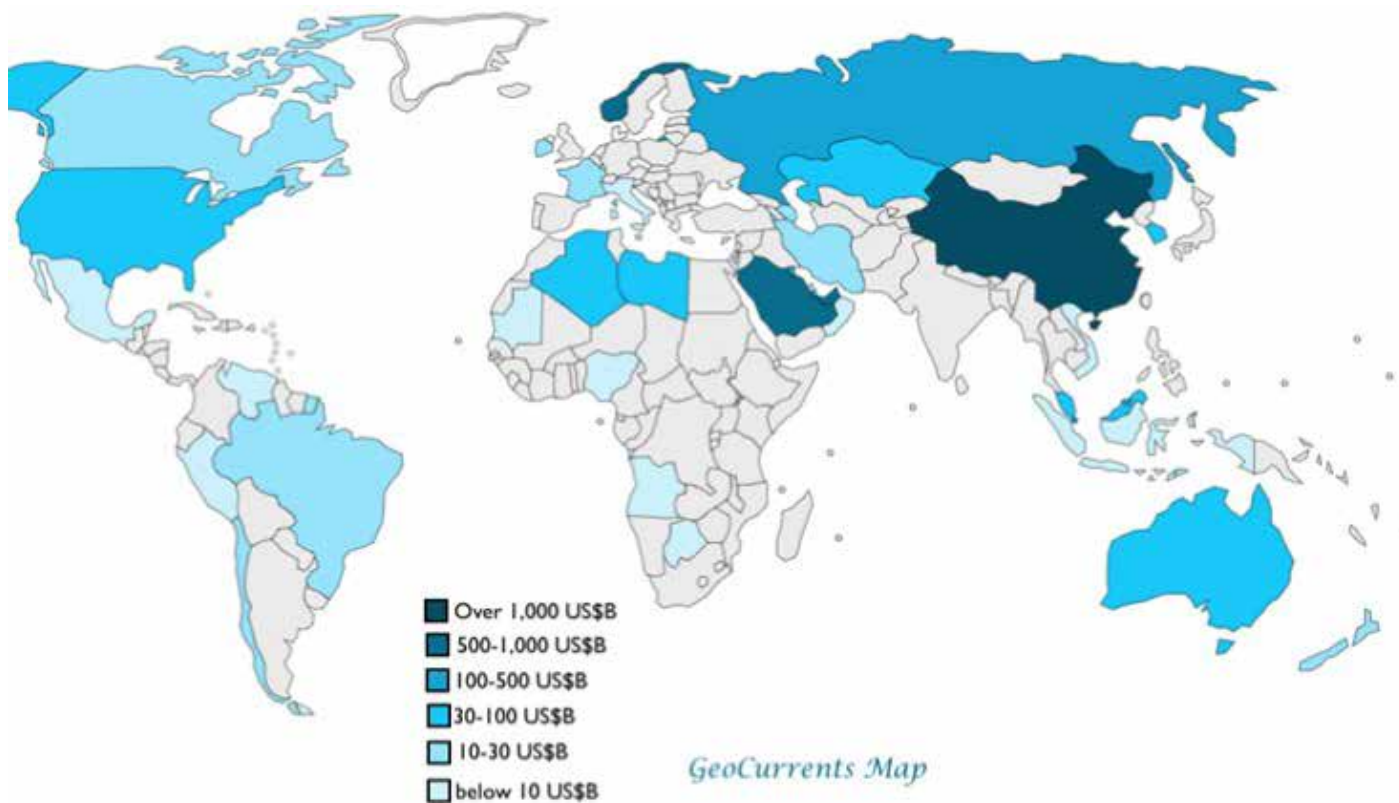 Over 1,000 US$B
500-1,000 US$B
100-500 US$B
30-100 US$B
10-30 US$B
below 10 US$B
GeoCurrents Map